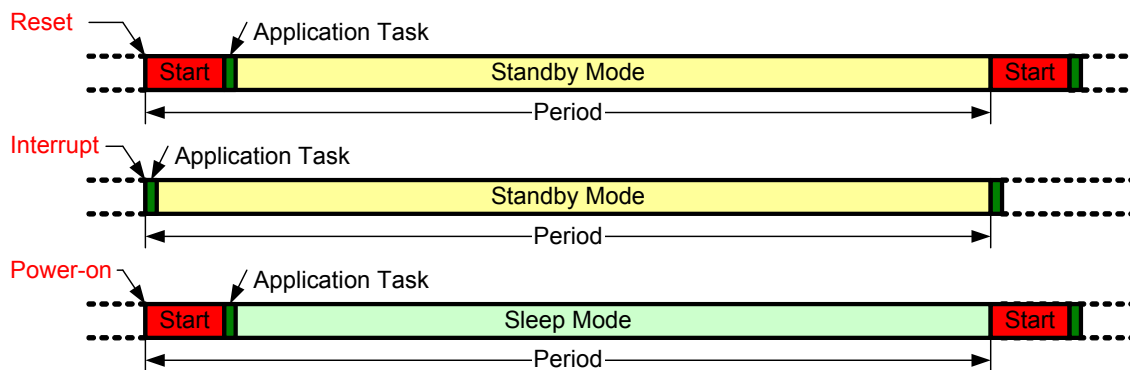 Reset
Application Task
Start
Standby Mode
Start
Period
Interrupt
Application Task
Standby Mode
Period
Power-on
Application Task
Start
Sleep Mode
Start
Period